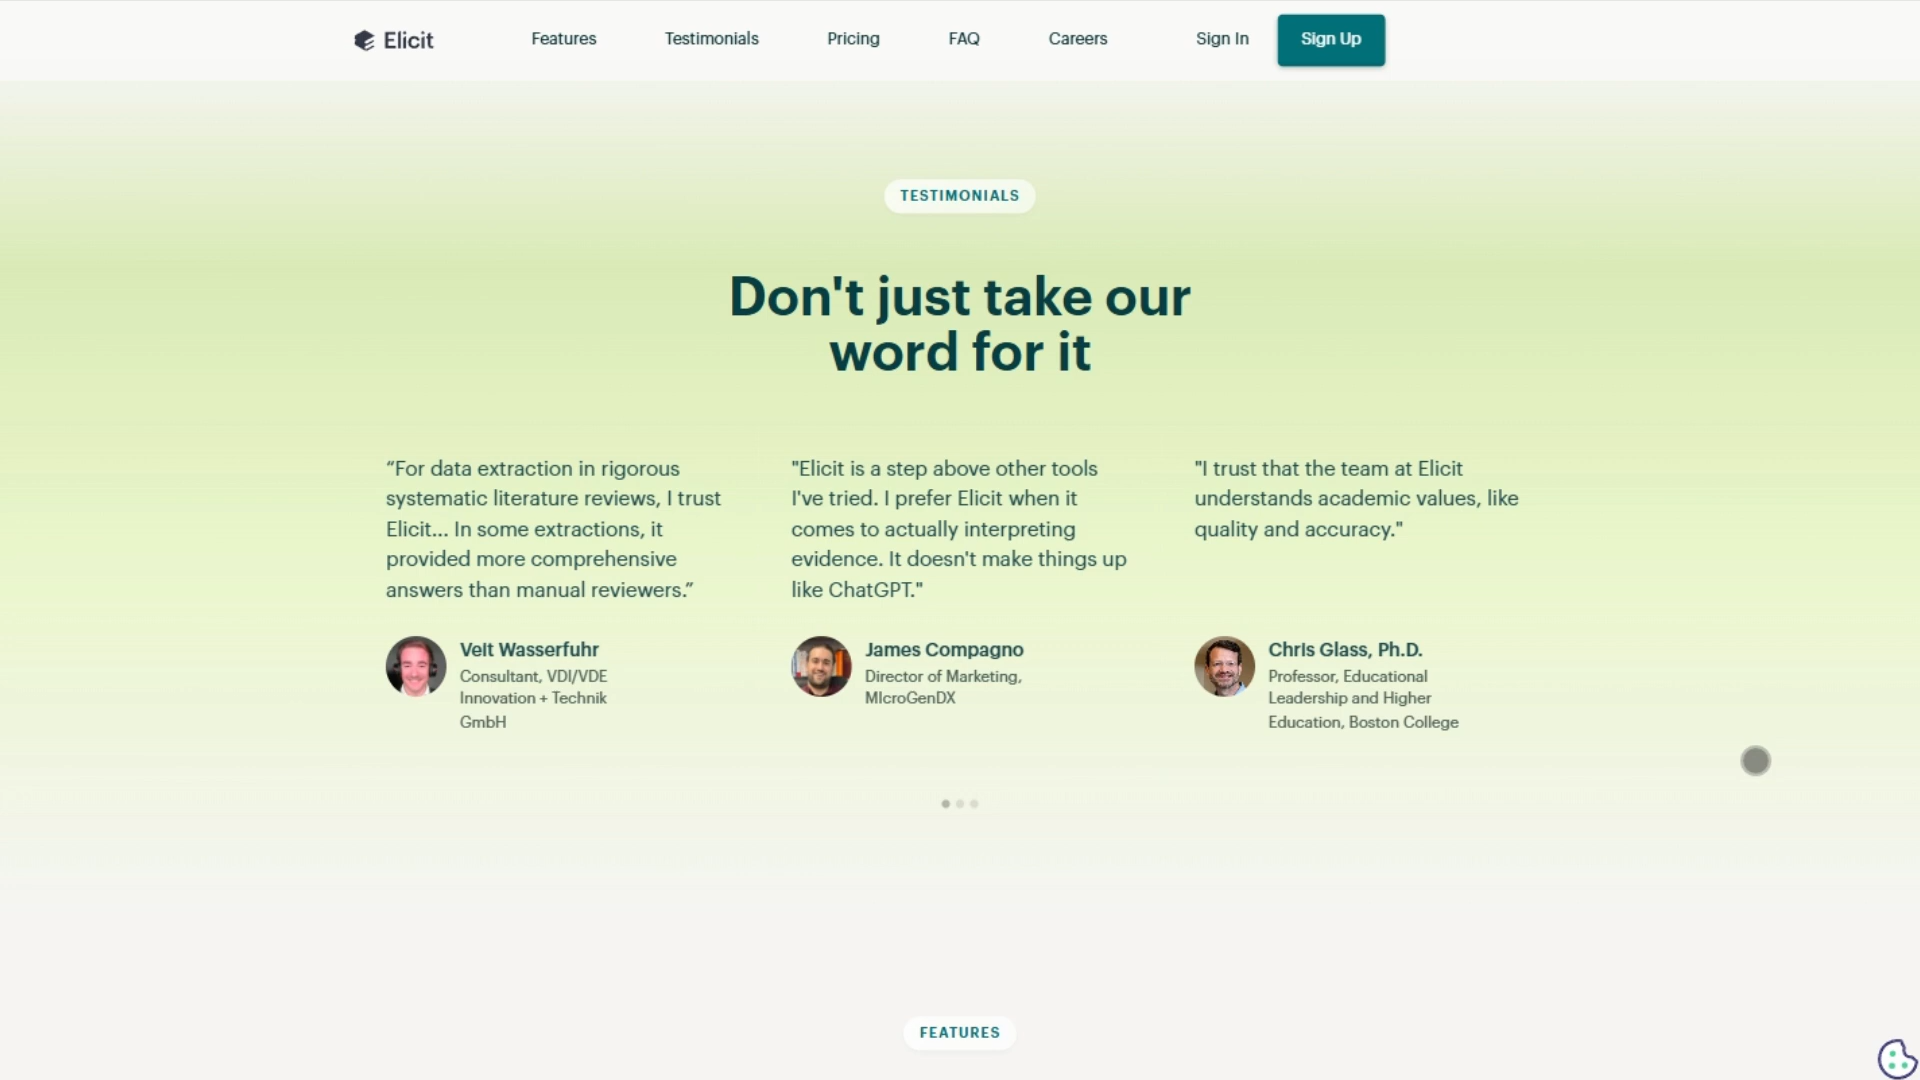 Elicit
Features
Testimonials
Pricing
FAQ
Careers
Sign In
Sign Up
TESTIMONIALS
Don't just take our
word for it
“For data extraction in rigorous
systematic literature reviews, I trust
Elicit... In some extractions, it
provided more comprehensive
answers than manual reviewers.”
Veit Wasserfuhr
Consultant, VDI/VDE
Innovation + Technik
GmbH
"Elicit is a step above other tools
I've tried. I prefer Elicit when it
comes to actually interpreting
evidence. It doesn't make things up
like ChatGPT."
James Compagno
Director of Marketing,
MIcroGenDX
"I trust that the team at Elicit
understands academic values, like
quality and accuracy."
Chris Glass, Ph.D.
Professor, Educational
Leadership and Higher
Education, Boston College
FEATURES